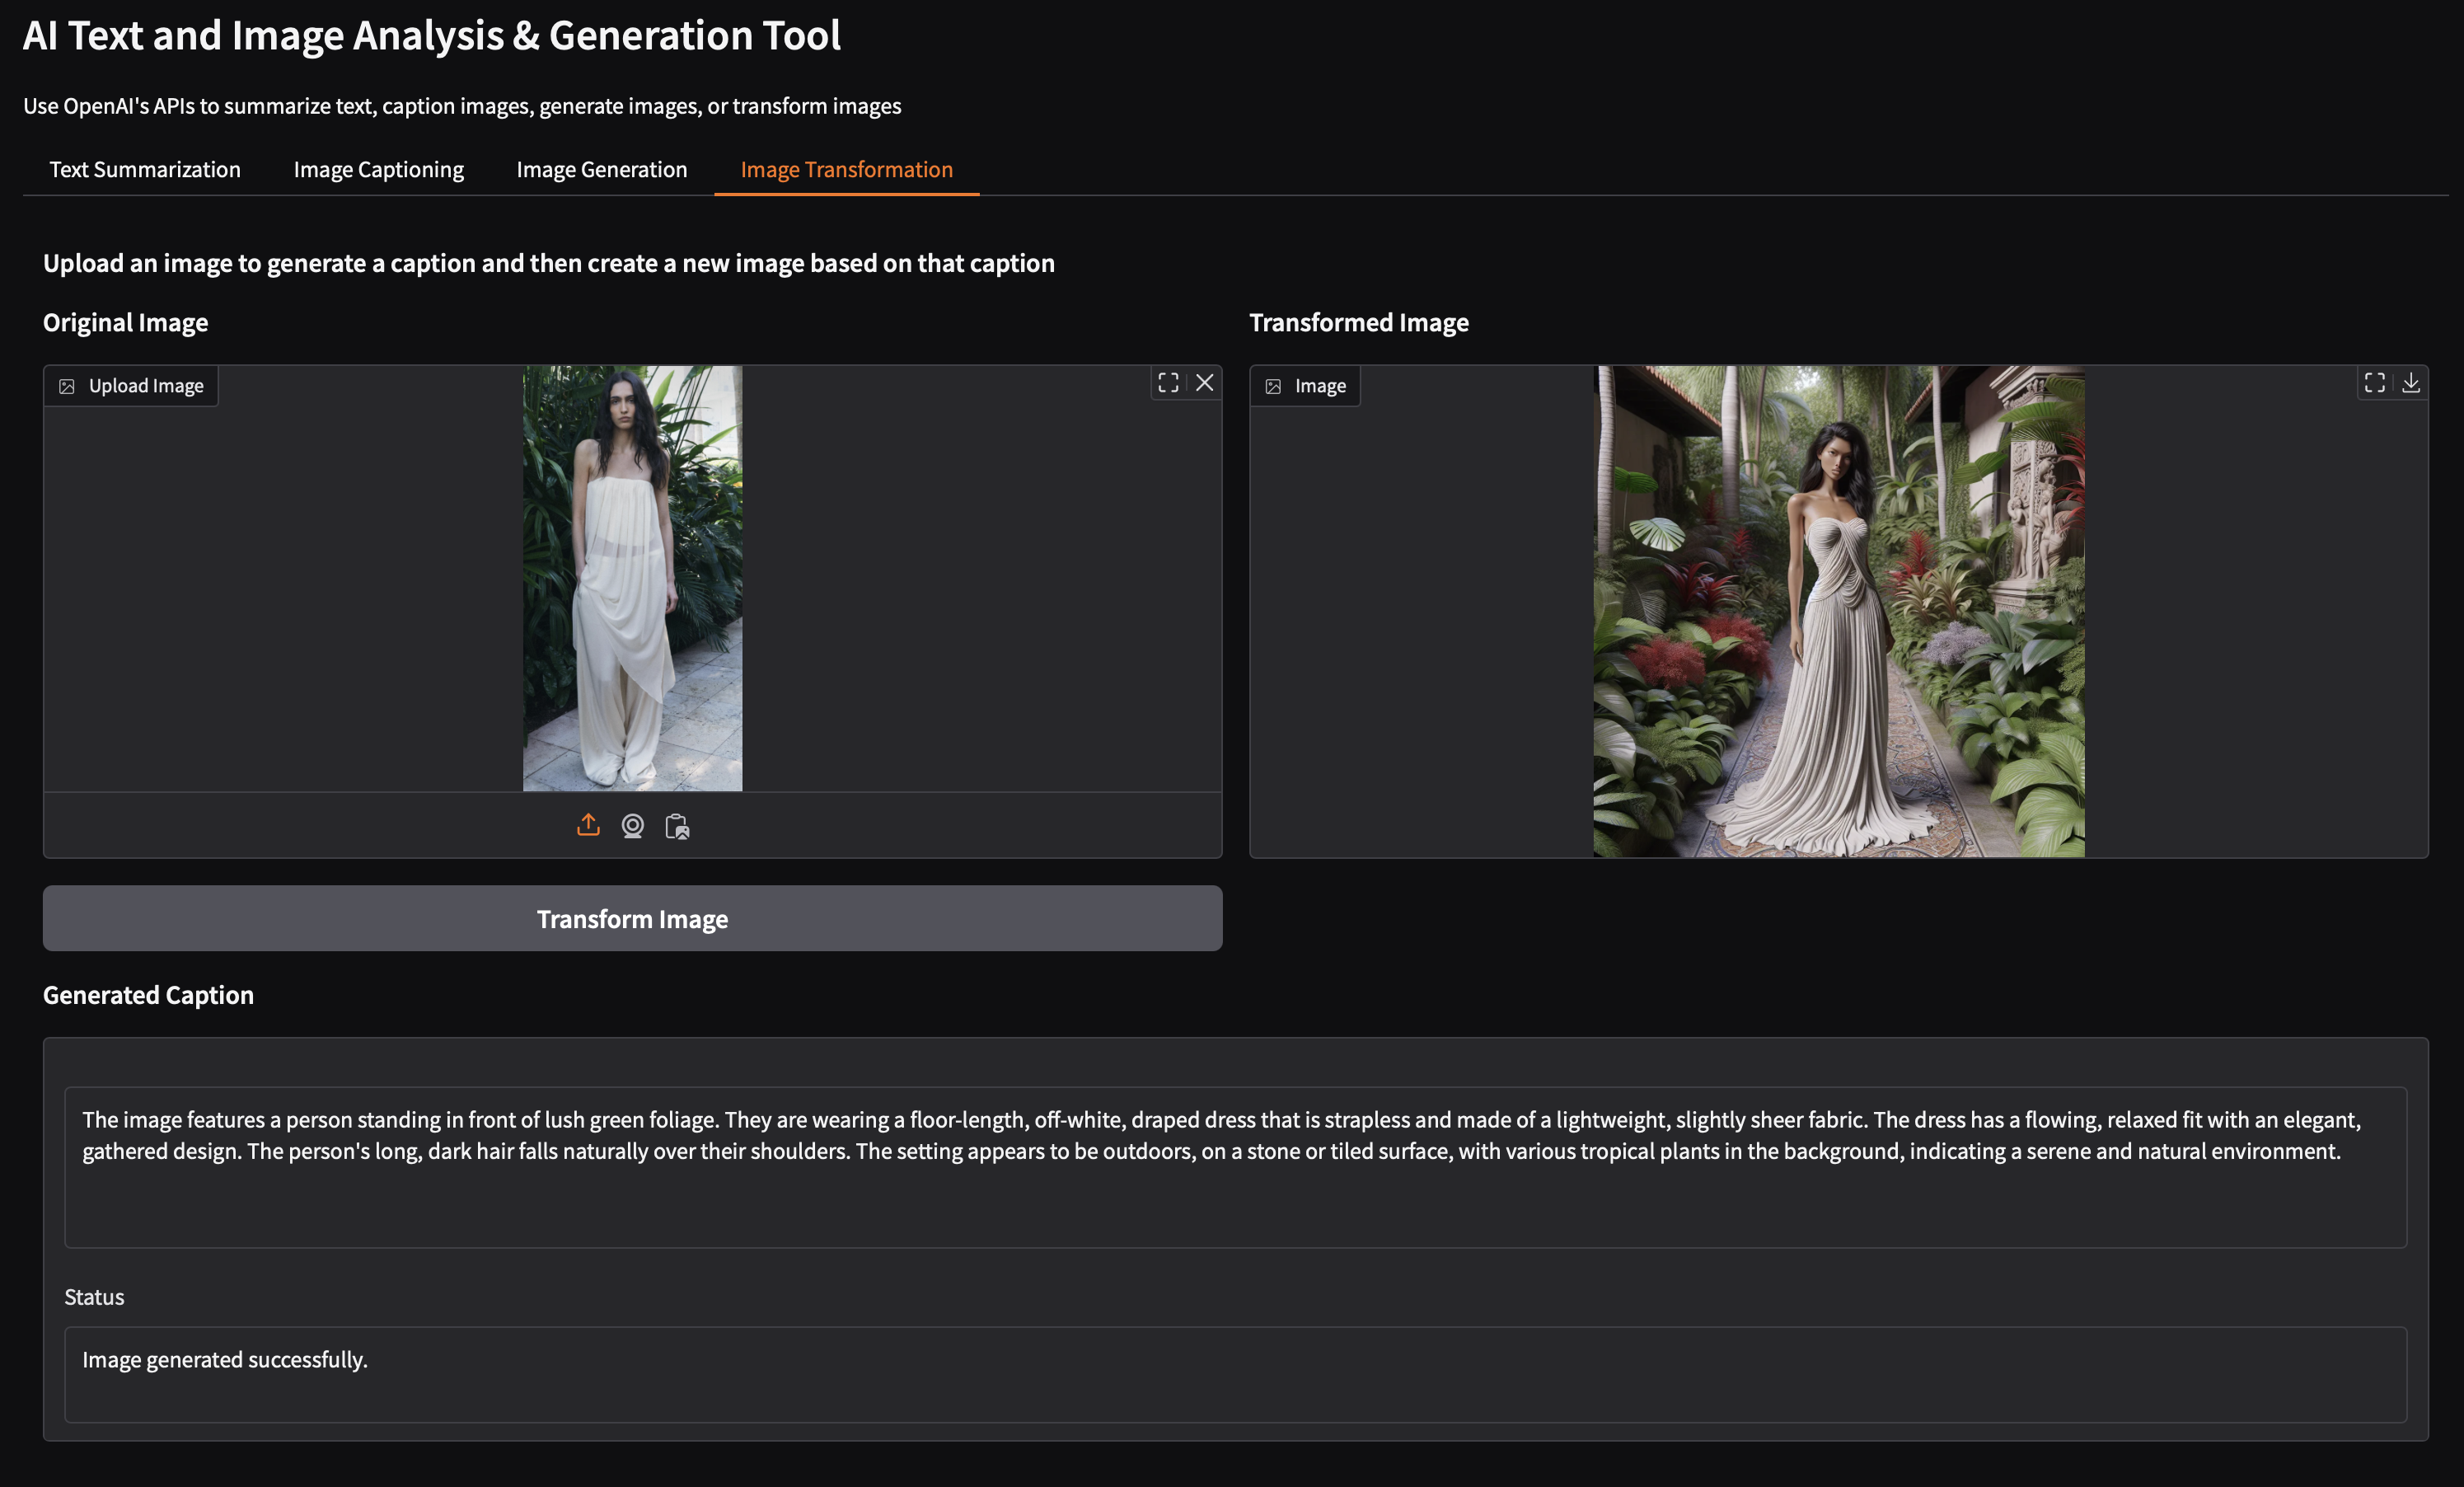 AI Text and Image Analysis & Generation Tool
Use OpenAI's APIs to summarize text, caption images, generate images, or transform images
Text Summarization
Image Captioning
Image Generation
Image Transformation
Upload an image to generate a caption and then create a new image based on that caption
Original Image
Transformed Image
Upload Image
Image
Transform Image
Generated Caption
The image features a person standing in front of lush green foliage. They are wearing a floor-length, off-white, draped dress that is strapless and made of a lightweight, slightly sheer fabric. The dress has a flowing, relaxed fit with an elegant,
gathered design. The person's long, dark hair falls naturally over their shoulders. The setting appears to be outdoors, on a stone or tiled surface, with various tropical plants in the background, indicating a serene and natural environment.
Status
Image generated successfully.